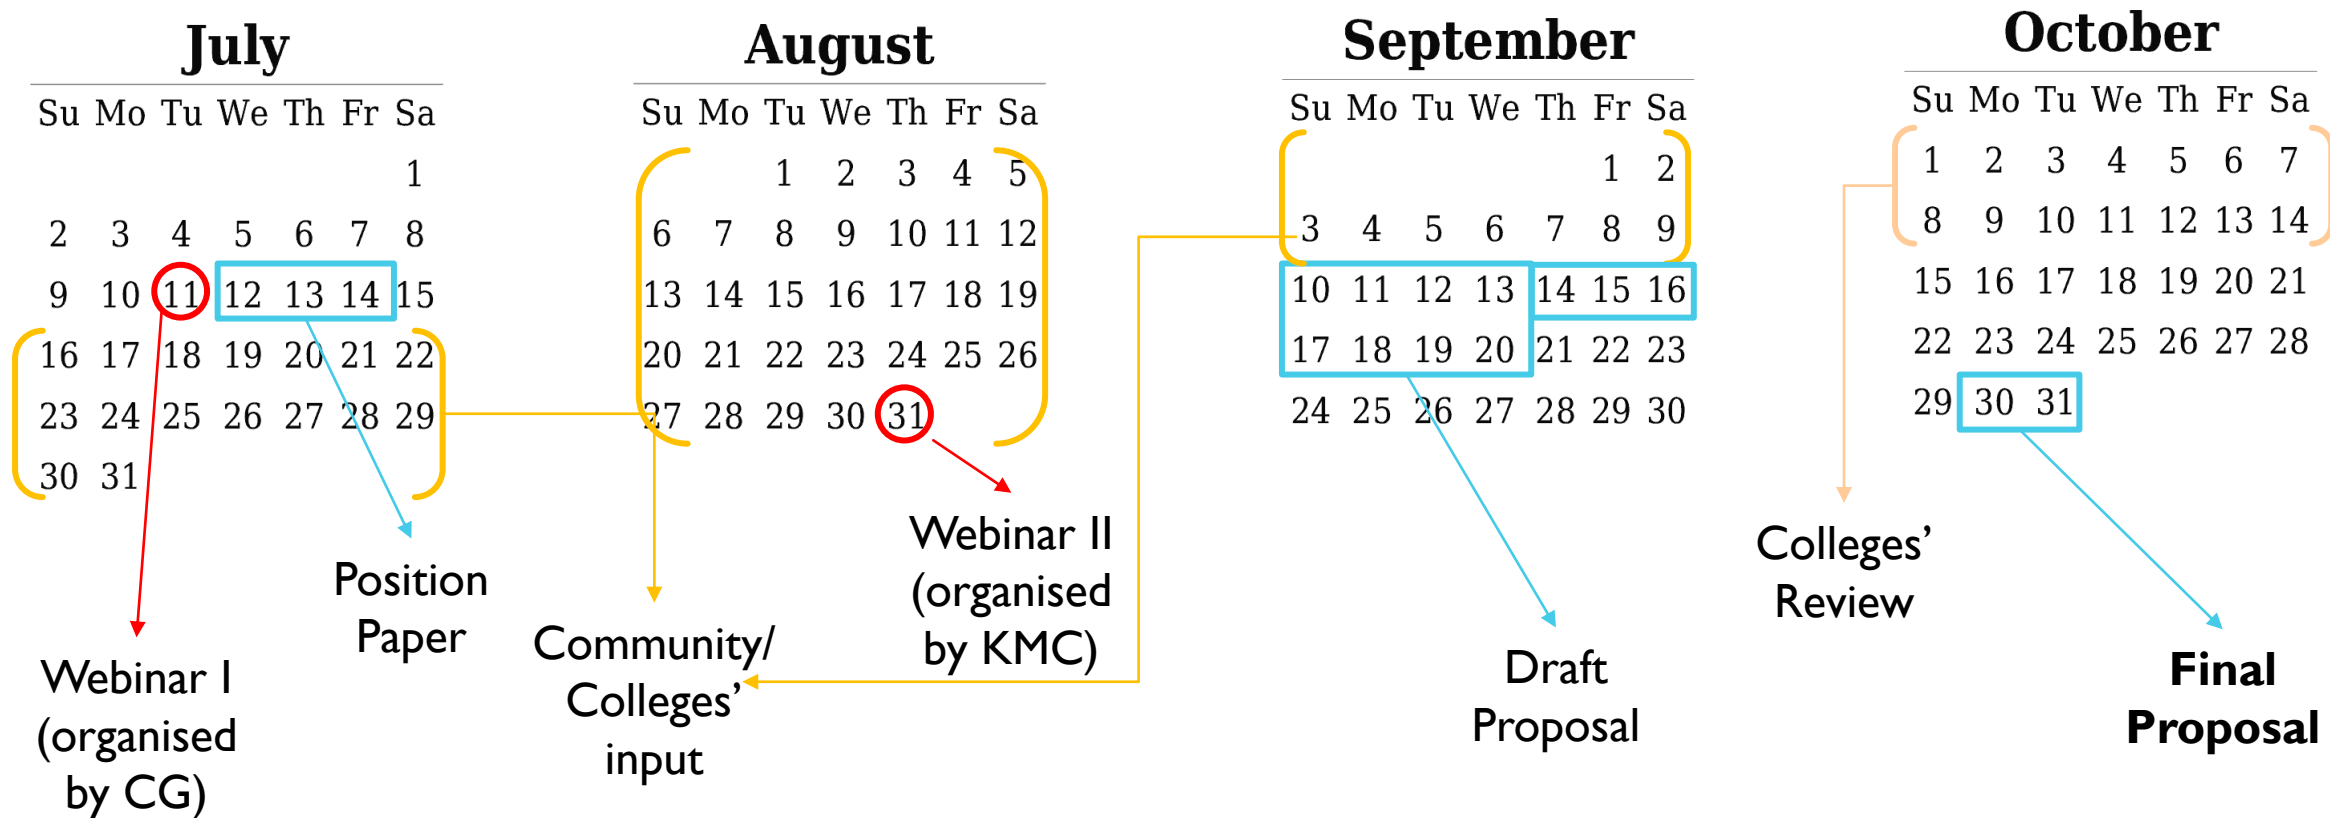 July
Su Mo Tu We Th Fr Sa
1
2 3 4 5 6 7 8
9 10 11 12 13 14 15
16 17 18 19 20 21 22
23 24 25 26 27 28 29
30 31
August
Su Mo Tu We Th Fr Sa
1 2 3 4 5
6 7 8 9 10 11 12
13 14 15 16 17 18 19
20 21 22 23 24 25 26
27 28 29 30 31
September
Su Mo Tu We Th Fr Sa
1 2
3 4 5 6 7 8 9
10 11 12 13 14 15 16
17 18 19 20 21 22 23
24 25 26 27 28 29 30
October
Su Mo Tu We Th Fr Sa
1 2 3 4 5 6 7
8 9 10 11 12 13 14
15 16 17 18 19 20 21
22 23 24 25 26 27 28
29 30 31
Webinar I
(organised
by CG)
Position
Paper
Community/
Colleges’
input
Webinar II
(organised
by KMC)
Draft
Proposal
Colleges’
Review
Final
Proposal